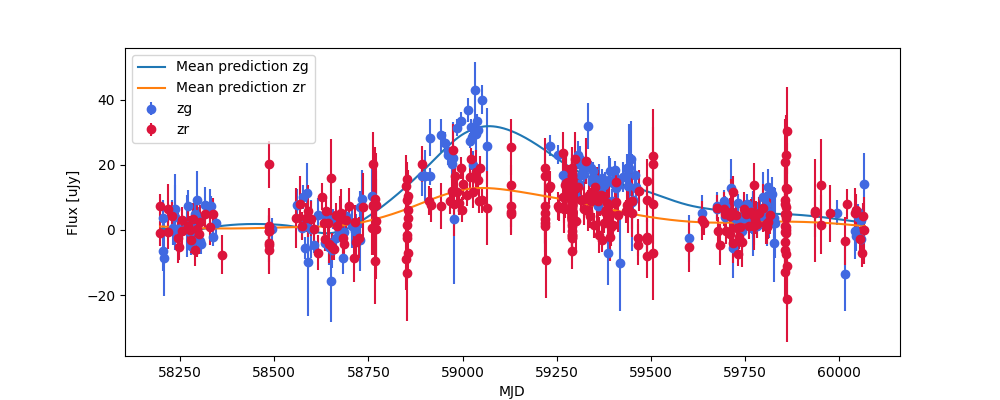 Mean prediction zg
Mean prediction zr
zg
zr
Flux [uJy]
40
20
0
−20
58250
58500
58750
59000
59250
59500
59750
60000
MJD